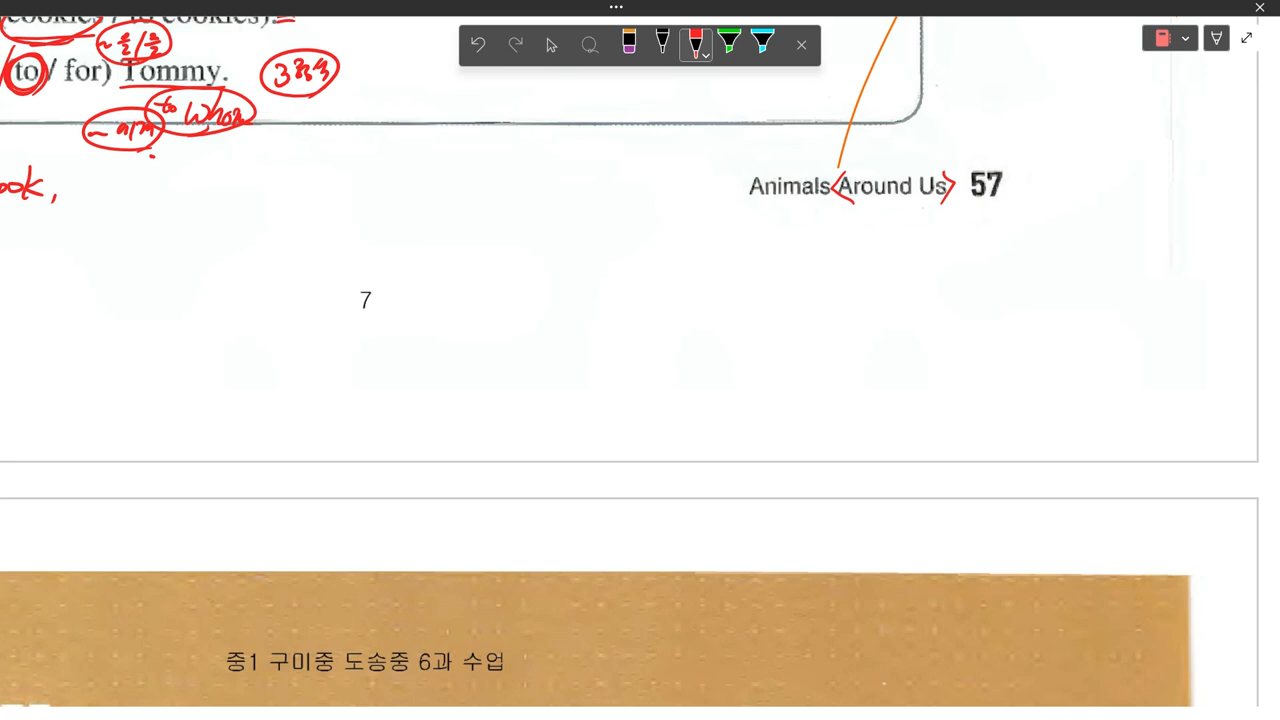 cookies / to cookies).
~을/를
to / for) Tommy. 3형식
to whom
~에게
ook,
Animals <Around Us> 57
7
중1 구미중 도송중 6과 수업